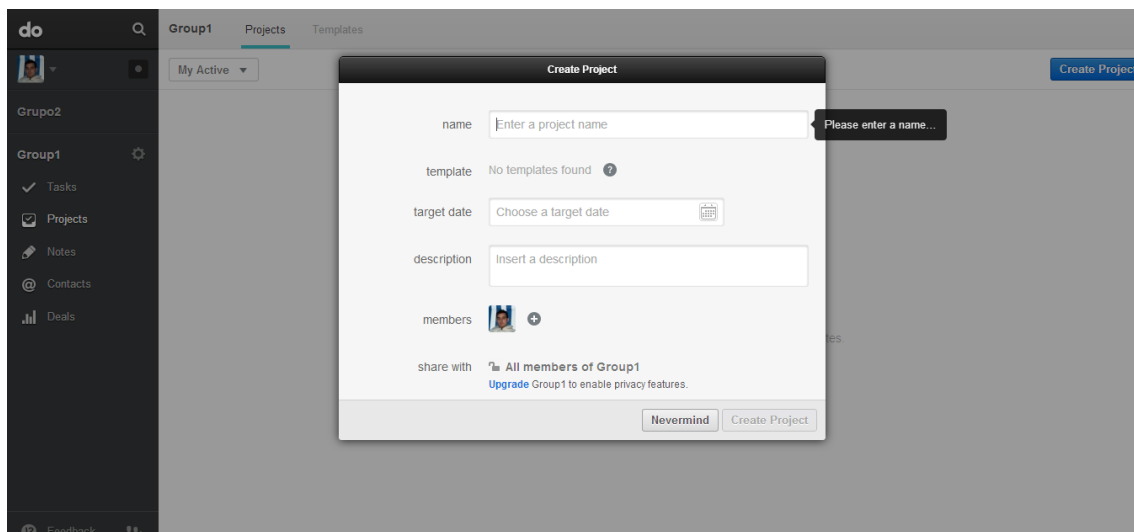 do
Group1 Projects Templates
My Active
Create Projec
Grupo2
Group1
Tasks
Projects
Notes
@ Contacts
Deals
Feedback
Create Project
name Enter a project name
Please enter a name...
template No templates found ?
target date Choose a target date
description Insert a description
members
share with All members of Group1
Upgrade Group1 to enable privacy features.
Nevermind Create Project
tes.